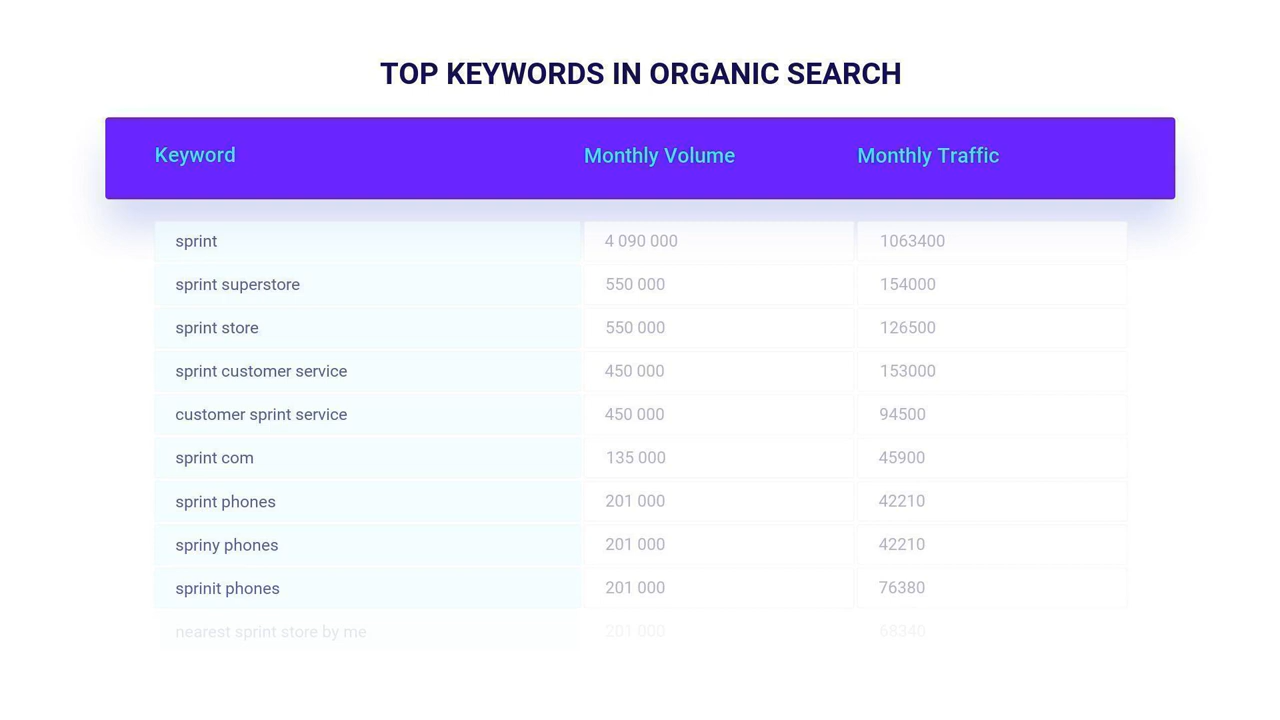 TOP KEYWORDS IN ORGANIC SEARCH
Keyword Monthly Volume Monthly Traffic
sprint 4 090 000 1063400
sprint superstore 550 000 154000
sprint store 550 000 126500
sprint customer service 450 000 153000
customer sprint service 450 000 94500
sprint com 135 000 45900
sprint phones 201 000 42210
spriny phones 201 000 42210
sprinit phones 201 000 76380
nearest sprint store by me 201 000 68340